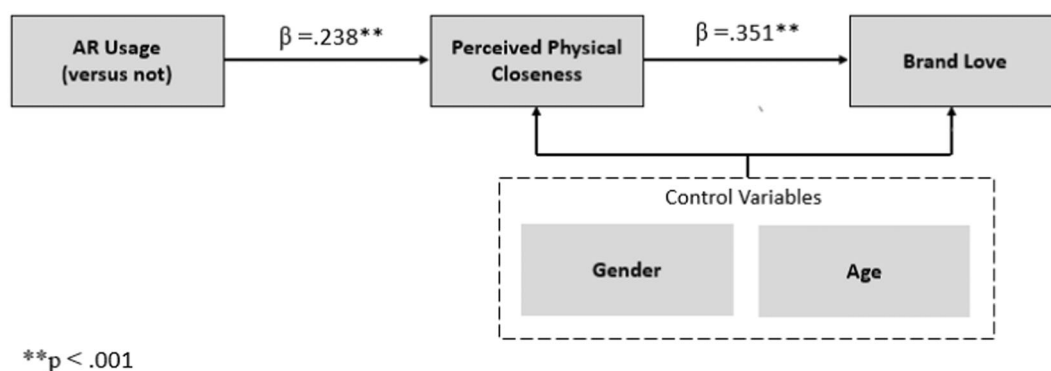 AR Usage
(versus not)
β =.238**
Perceived Physical
Closeness
β =.351**
Brand Love
Control Variables
Gender
Age
**p < .001